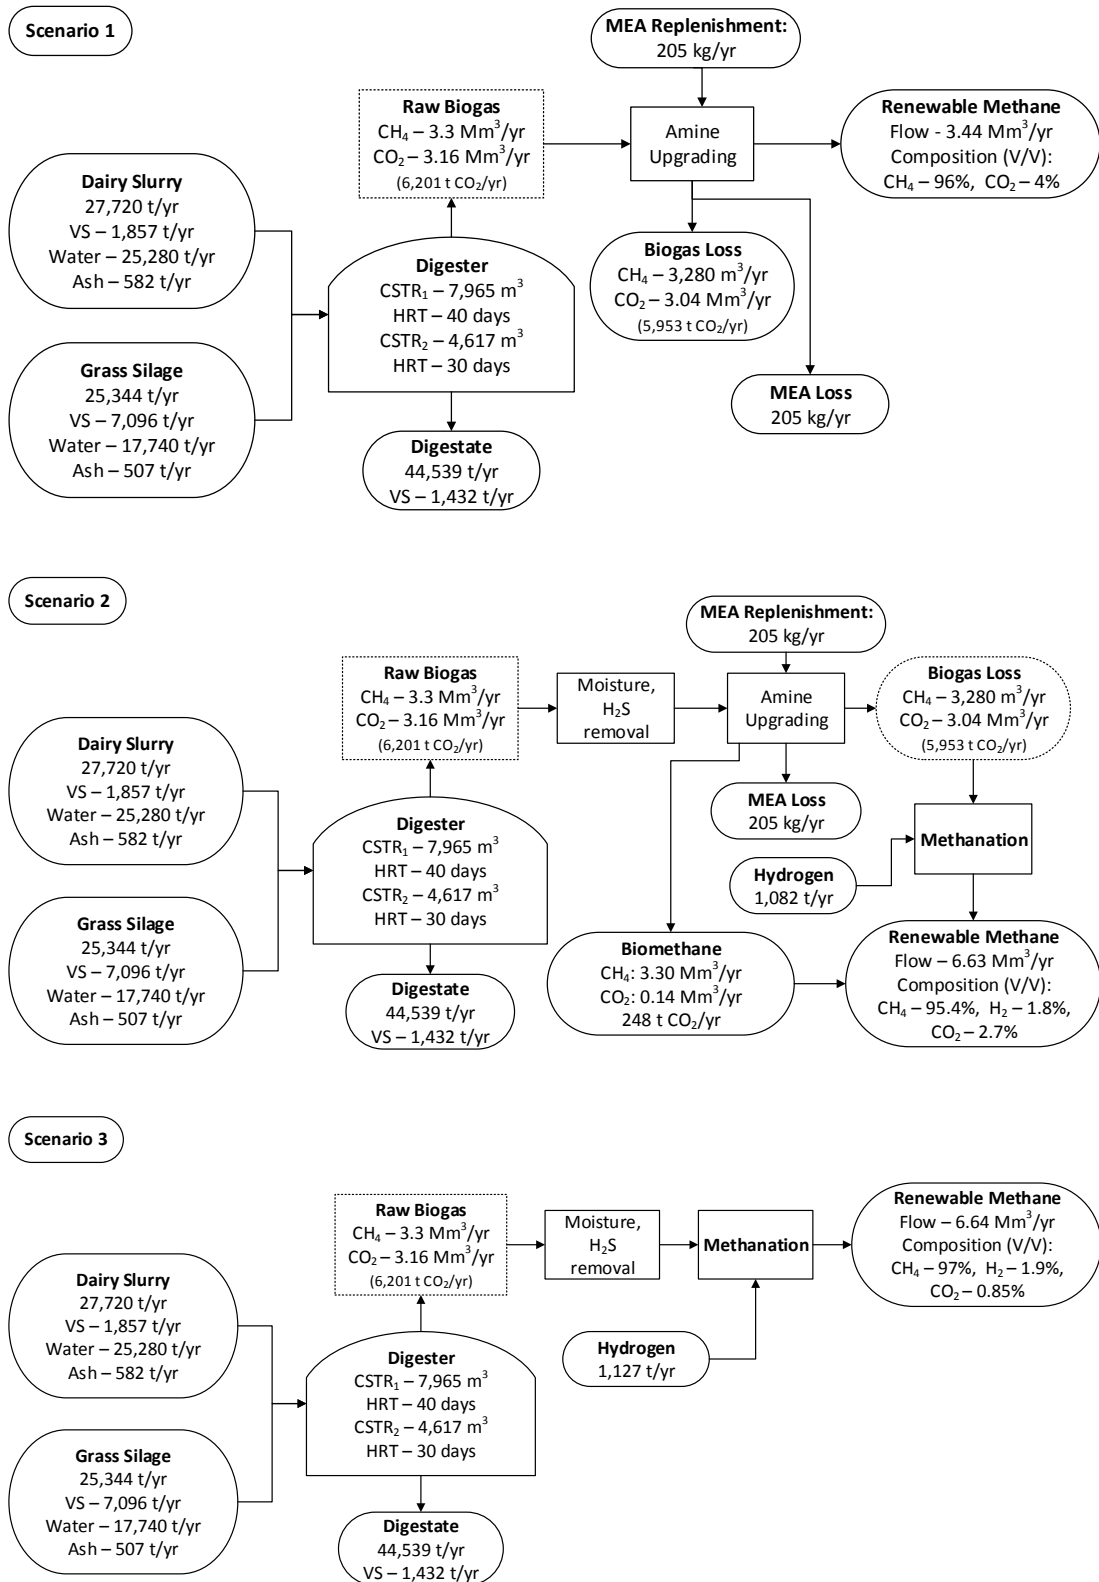 Scenario 1
MEA Replenishment:
205 kg/yr
Raw Biogas
CH₄ – 3.3 Mm³/yr
CO₂ – 3.16 Mm³/yr
(6,201 t CO₂/yr)
Amine
Upgrading
Renewable Methane
Flow - 3.44 Mm³/yr
Composition (V/V):
CH₄ – 96%, CO₂ – 4%
Dairy Slurry
27,720 t/yr
VS – 1,857 t/yr
Water – 25,280 t/yr
Ash – 582 t/yr
Biogas Loss
CH₄ – 3,280 m³/yr
CO₂ – 3.04 Mm³/yr
(5,953 t CO₂/yr)
Digester
CSTR₁ – 7,965 m³
HRT – 40 days
CSTR₂ – 4,617 m³
HRT – 30 days
Grass Silage
25,344 t/yr
VS – 7,096 t/yr
Water – 17,740 t/yr
Ash – 507 t/yr
MEA Loss
205 kg/yr
Digestate
44,539 t/yr
VS – 1,432 t/yr
Scenario 2
MEA Replenishment:
205 kg/yr
Raw Biogas
CH₄ – 3.3 Mm³/yr
CO₂ – 3.16 Mm³/yr
(6,201 t CO₂/yr)
Moisture,
H₂S
removal
Amine
Upgrading
Biogas Loss
CH₄ – 3,280 m³/yr
CO₂ – 3.04 Mm³/yr
(5,953 t CO₂/yr)
Dairy Slurry
27,720 t/yr
VS – 1,857 t/yr
Water – 25,280 t/yr
Ash – 582 t/yr
MEA Loss
205 kg/yr
Digester
CSTR₁ – 7,965 m³
HRT – 40 days
CSTR₂ – 4,617 m³
HRT – 30 days
Methanation
Hydrogen
1,082 t/yr
Grass Silage
25,344 t/yr
VS – 7,096 t/yr
Water – 17,740 t/yr
Ash – 507 t/yr
Biomethane
CH₄: 3.30 Mm³/yr
CO₂: 0.14 Mm³/yr
248 t CO₂/yr
Renewable Methane
Flow – 6.63 Mm³/yr
Composition (V/V):
CH₄ – 95.4%, H₂ – 1.8%,
CO₂ – 2.7%
Digestate
44,539 t/yr
VS – 1,432 t/yr
Scenario 3
Raw Biogas
CH₄ – 3.3 Mm³/yr
CO₂ – 3.16 Mm³/yr
(6,201 t CO₂/yr)
Moisture,
H₂S
removal
Methanation
Renewable Methane
Flow – 6.64 Mm³/yr
Composition (V/V):
CH₄ – 97%, H₂ – 1.9%,
CO₂ – 0.85%
Dairy Slurry
27,720 t/yr
VS – 1,857 t/yr
Water – 25,280 t/yr
Ash – 582 t/yr
Digester
CSTR₁ – 7,965 m³
HRT – 40 days
CSTR₂ – 4,617 m³
HRT – 30 days
Hydrogen
1,127 t/yr
Grass Silage
25,344 t/yr
VS – 7,096 t/yr
Water – 17,740 t/yr
Ash – 507 t/yr
Digestate
44,539 t/yr
VS – 1,432 t/yr